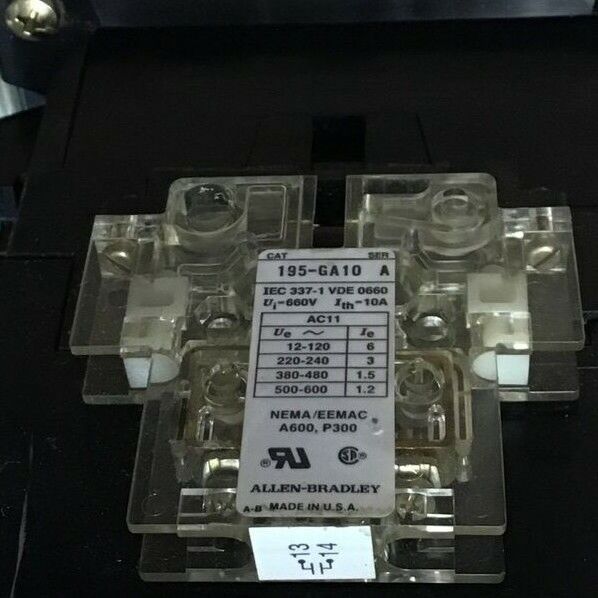 CAT SER
195-GA10 A
IEC 337-1 VDE 0660
Ui-660V Ith-10A
AC11
Ue ~ Ie
12-120 6
220-240 3
380-480 1.5
500-600 1.2
NEMA/EEMAC
A600, P300
ALLEN-BRADLEY
A-B MADE IN U.S.A.
13
14